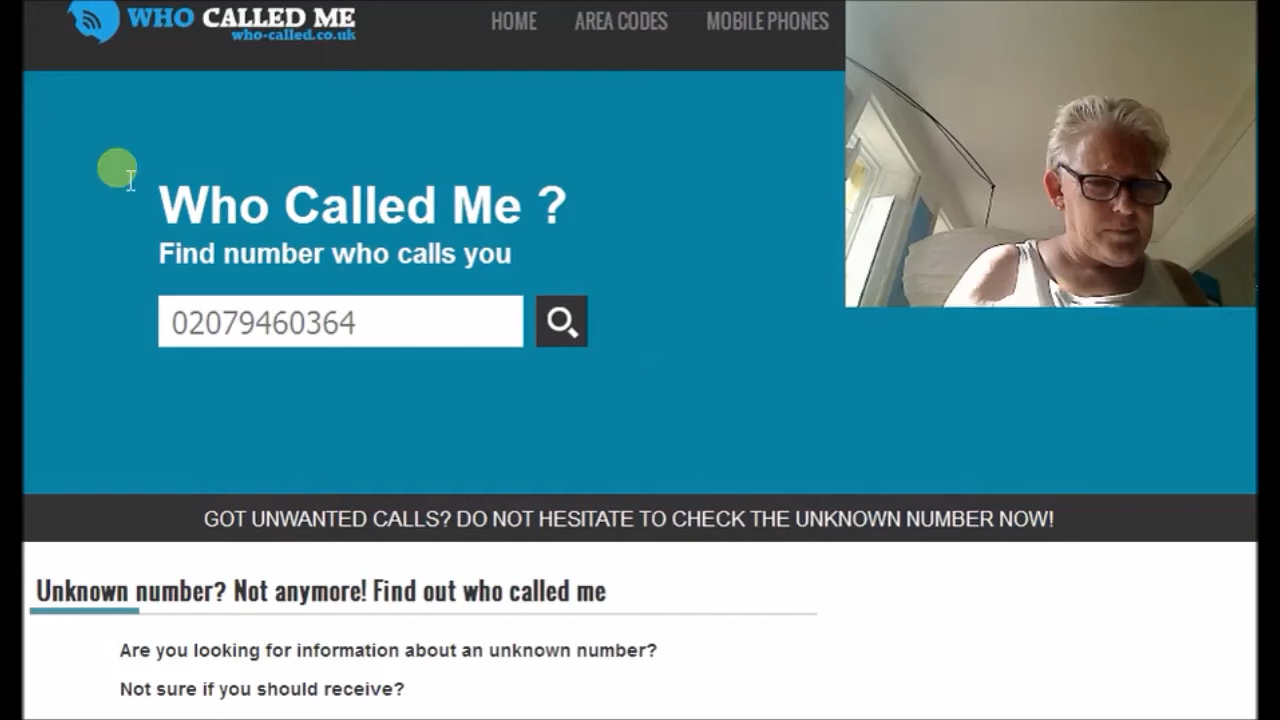 WHO CALLED ME
who-called.co.uk
HOME
AREA CODES
MOBILE PHONES
Who Called Me ?
Find number who calls you
02079460364
GOT UNWANTED CALLS? DO NOT HESITATE TO CHECK THE UNKNOWN NUMBER NOW!
Unknown number? Not anymore! Find out who called me
Are you looking for information about an unknown number?
Not sure if you should receive?